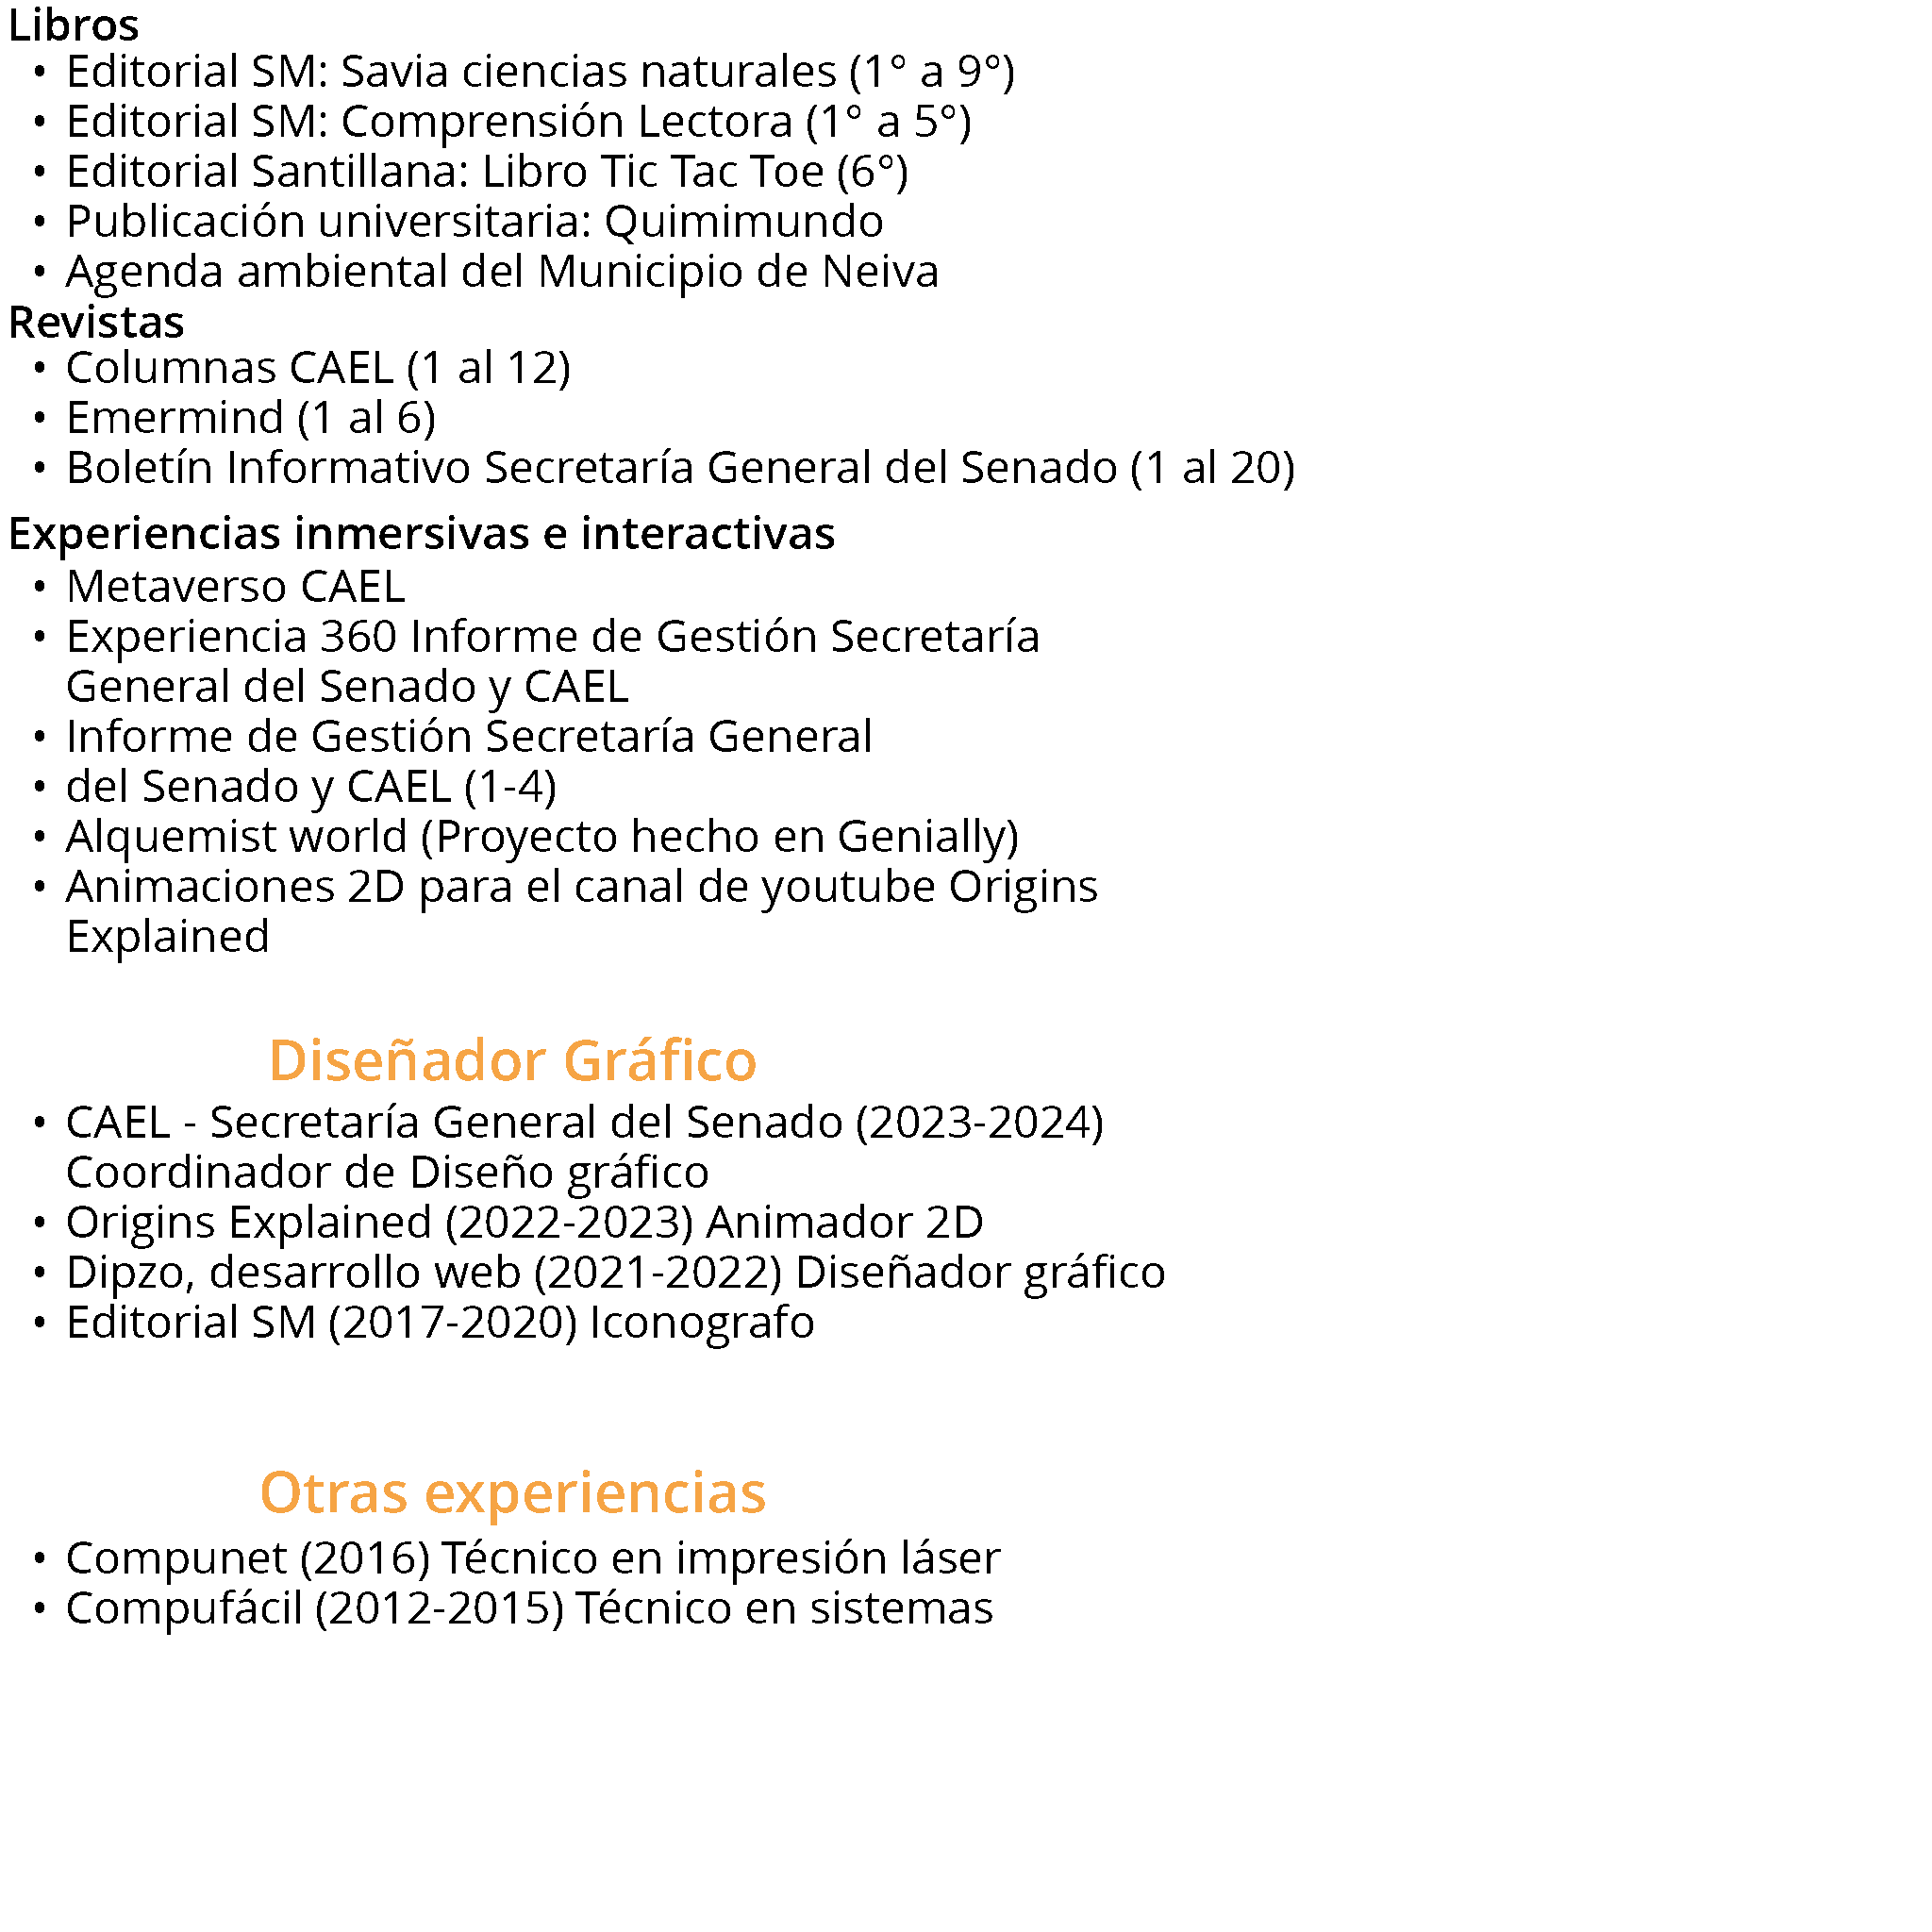 Libros
• Editorial SM: Savia ciencias naturales (1° a 9°)
• Editorial SM: Comprensión Lectora (1° a 5°)
• Editorial Santillana: Libro Tic Tac Toe (6°)
• Publicación universitaria: Quimimundo
• Agenda ambiental del Municipio de Neiva
Revistas
• Columnas CAEL (1 al 12)
• Emermind (1 al 6)
• Boletín Informativo Secretaría General del Senado (1 al 20)
Experiencias inmersivas e interactivas
• Metaverso CAEL
• Experiencia 360 Informe de Gestión Secretaría
General del Senado y CAEL
• Informe de Gestión Secretaría General
• del Senado y CAEL (1-4)
• Alquemist world (Proyecto hecho en Genially)
• Animaciones 2D para el canal de youtube Origins
Explained
Diseñador Gráfico
• CAEL - Secretaría General del Senado (2023-2024)
Coordinador de Diseño gráfico
• Origins Explained (2022-2023) Animador 2D
• Dipzo, desarrollo web (2021-2022) Diseñador gráfico
• Editorial SM (2017-2020) Iconografo
Otras experiencias
• Compunet (2016) Técnico en impresión láser
• Compufácil (2012-2015) Técnico en sistemas